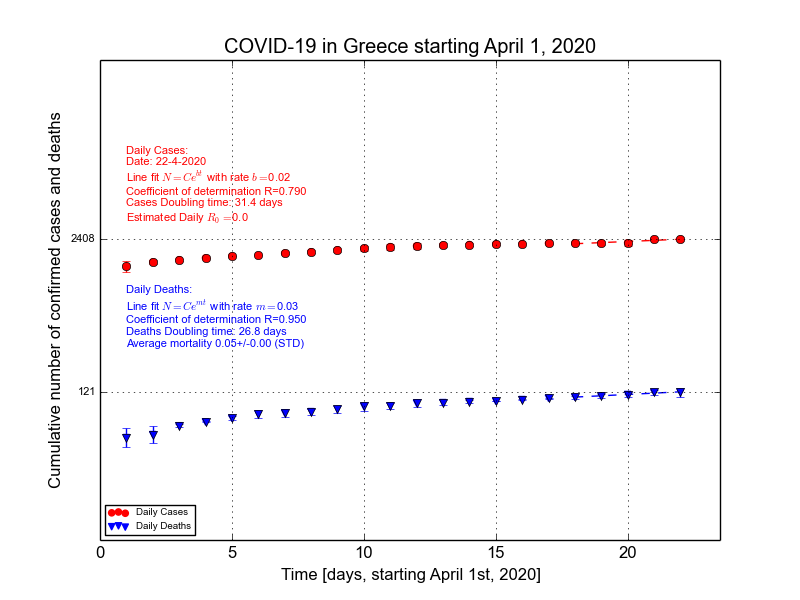 COVID-19 in Greece starting April 1, 2020
Cumulative number of confirmed cases and deaths
Daily Cases:
Date: 22-4-2020
Line fit N = Ce^{bt} with rate b =0.02
Coefficient of determination R=0.790
Cases Doubling time: 31.4 days
Estimated Daily R_0 =0.0
2408
Daily Deaths:
Line fit N = Ce^{mt} with rate m =0.03
Coefficient of determination R=0.950
Deaths Doubling time: 26.8 days
Average mortality 0.05+/-0.00 (STD)
121
Daily Cases
Daily Deaths
0 5 10 15 20
Time [days, starting April 1st, 2020]